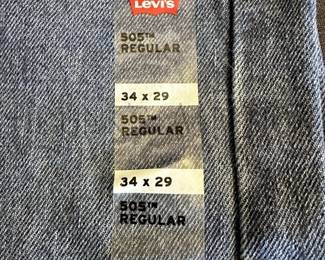 Levi's
505™
REGULAR
34 x 29
505™
REGULAR
34 x 29
505™
REGULAR